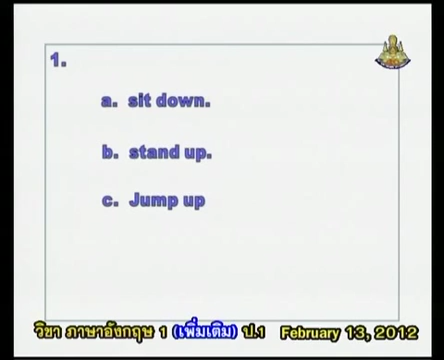 1.
a. sit down.
b. stand up.
c. Jump up
วิชา ภาษาอังกฤษ 1 (เพิ่มเติม) ป.1 February 13, 2012